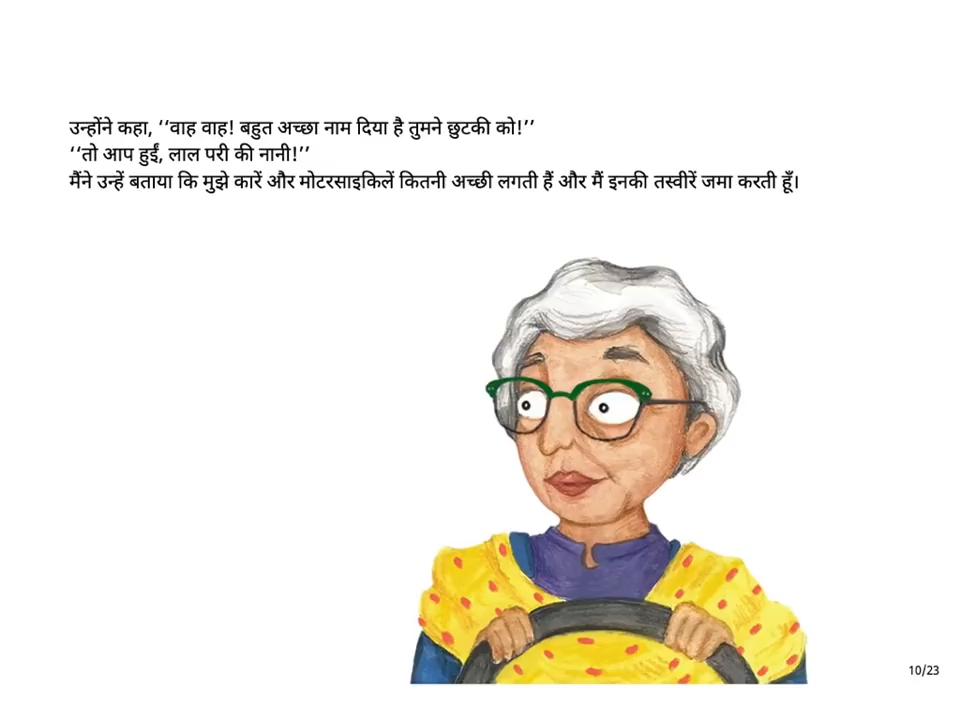 उन्होंने कहा, ‘‘वाह वाह! बहुत अच्छा नाम दिया है तुमने छुटकी को!’’
‘‘तो आप हुईं, लाल परी की नानी!’’
मैंने उन्हें बताया कि मुझे कारें और मोटरसाइकिलें कितनी अच्छी लगती हैं और मैं इनकी तस्वीरें जमा करती हूँ।
10/23